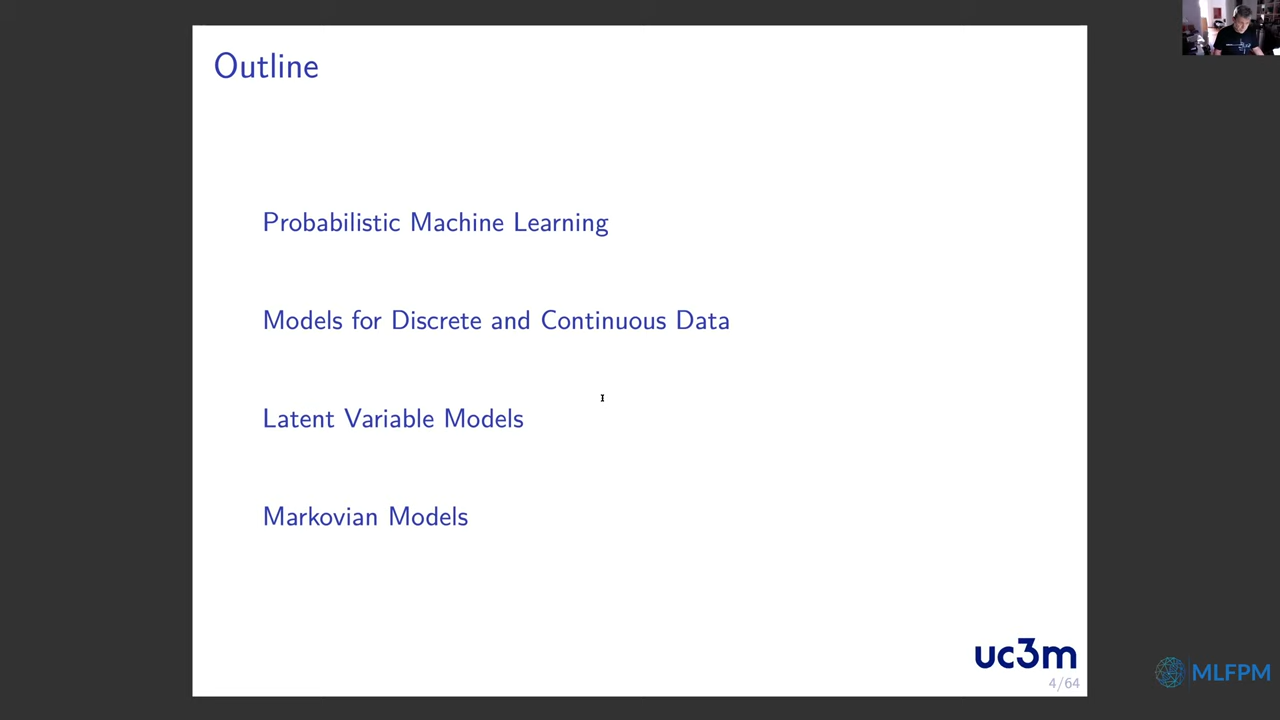 Outline
Probabilistic Machine Learning
Models for Discrete and Continuous Data
Latent Variable Models
Markovian Models
uc3m
4/64
MLFPM